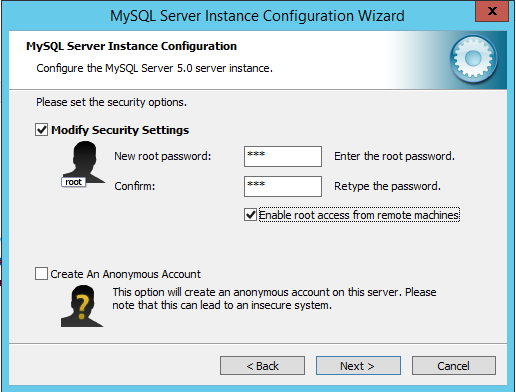 MySQL Server Instance Configuration Wizard
x
MySQL Server Instance Configuration
Configure the MySQL Server 5.0 server instance.
Please set the security options.
Modify Security Settings
root
New root password: *** Enter the root password.
Confirm: *** Retype the password.
Enable root access from remote machines
Create An Anonymous Account
?
This option will create an anonymous account on this server. Please
note that this can lead to an insecure system.
< Back Next > Cancel